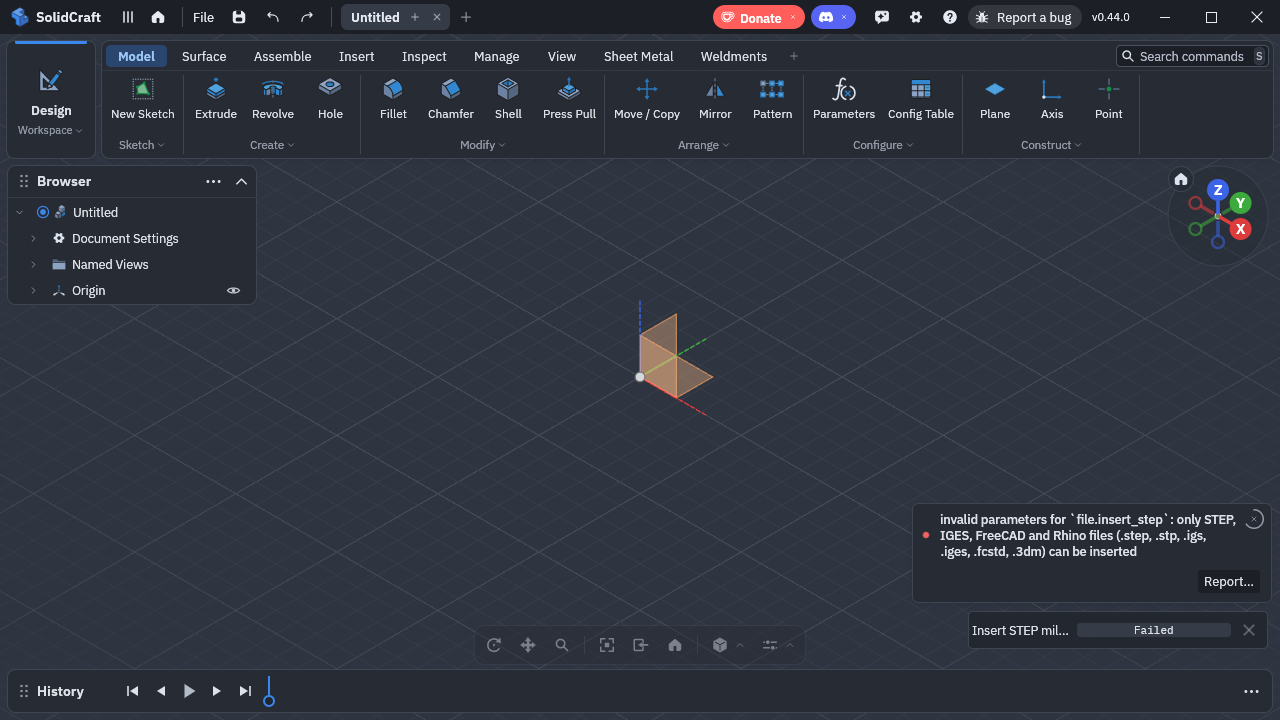 SolidCraft
File
Untitled
Donate
Report a bug
v0.44.0
Design
Workspace
Model
Surface
Assemble
Insert
Inspect
Manage
View
Sheet Metal
Weldments
Search commands
S
New Sketch
Extrude
Revolve
Hole
Fillet
Chamfer
Shell
Press Pull
Move / Copy
Mirror
Pattern
Parameters
Config Table
Plane
Axis
Point
Sketch
Create
Modify
Arrange
Configure
Construct
Browser
Untitled
Document Settings
Named Views
Origin
Z
Y
X
invalid parameters for `file.insert_step`: only STEP,
IGES, FreeCAD and Rhino files (.step, .stp, .igs,
.iges, .fcstd, .3dm) can be inserted
Report...
Insert STEP mil...
Failed
History